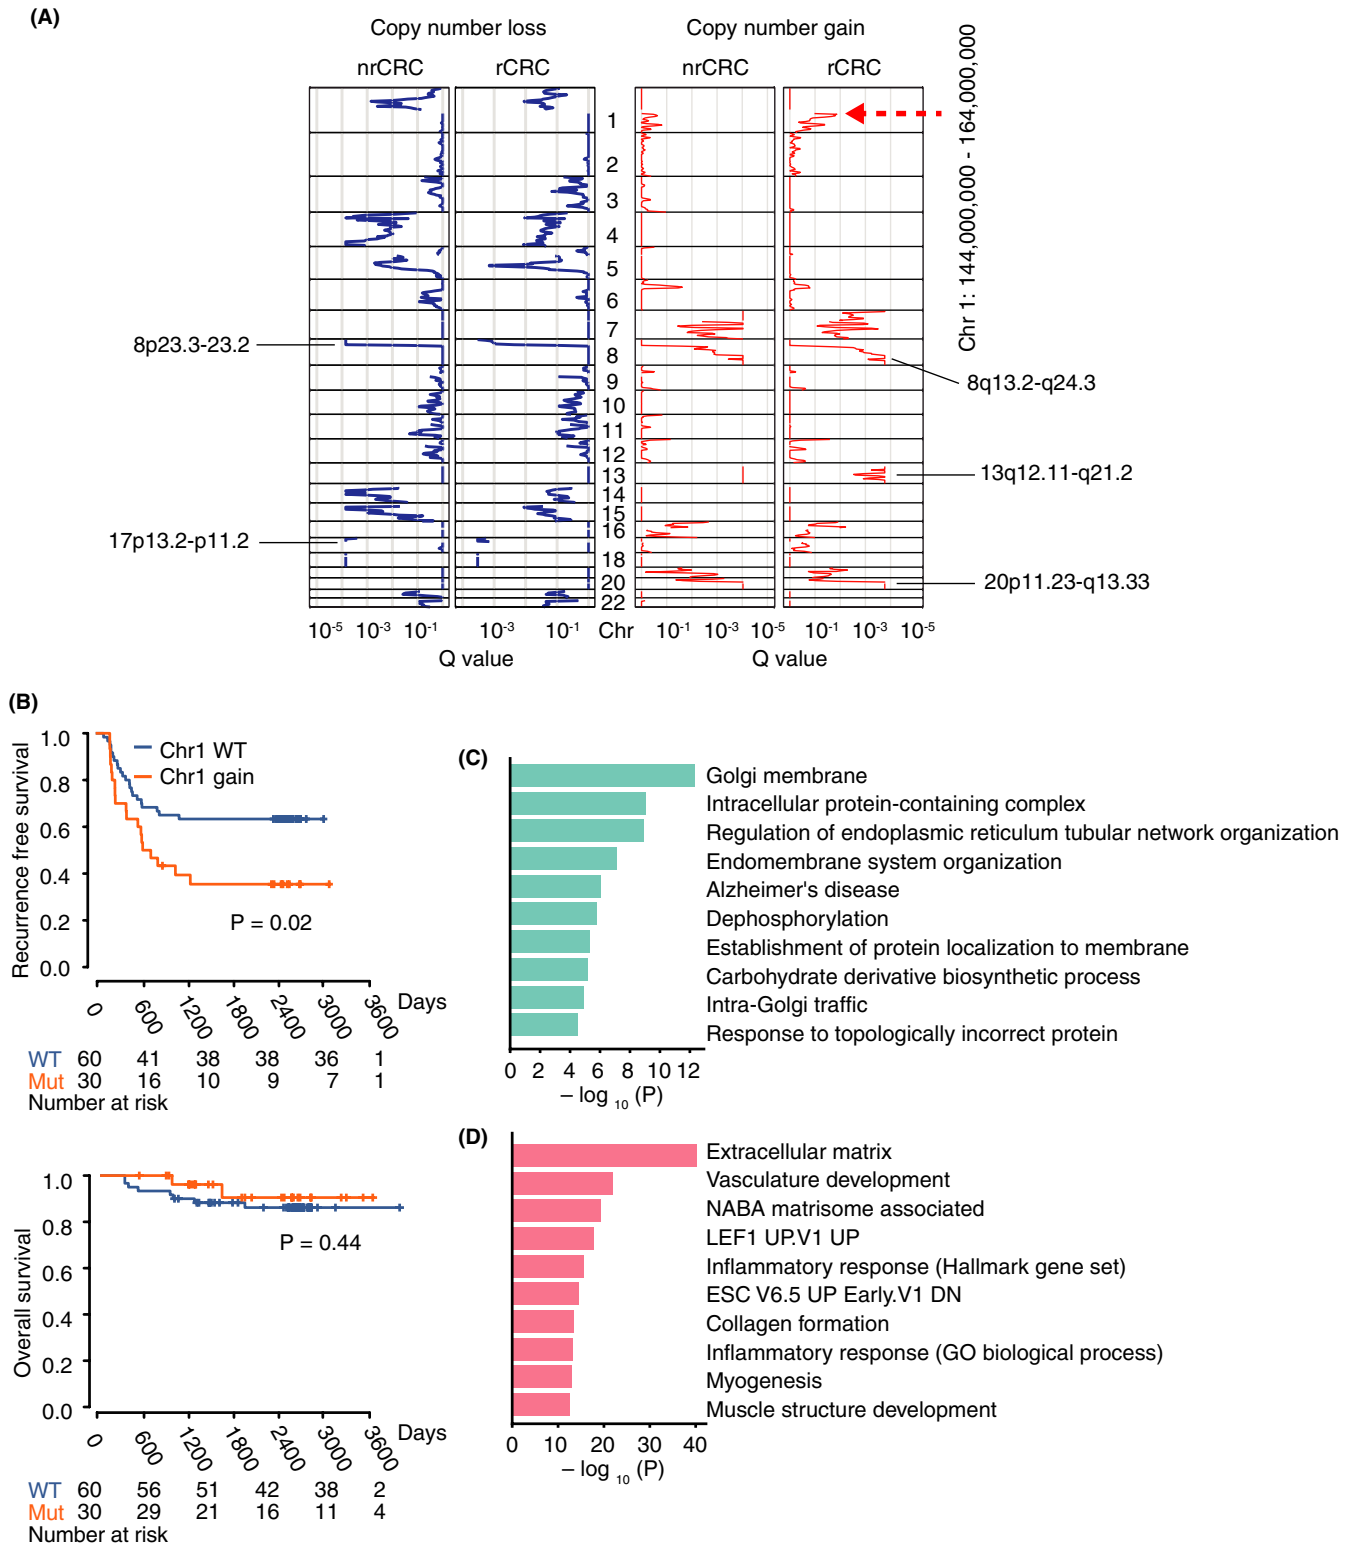 (A)
Copy number loss
Copy number gain
nrCRC
rCRC
nrCRC
rCRC
Chr 1: 144,000,000 - 164,000,000
1
2
3
4
5
6
7
8
9
10
11
12
13
14
15
16
18
20
22
8p23.3-23.2
17p13.2-p11.2
8q13.2-q24.3
13q12.11-q21.2
20p11.23-q13.33
10-5 10-3 10-1
10-3 10-1
Chr
10-1 10-3 10-5
10-1 10-3 10-5
Q value
Q value
(B)
Recurrence free survival
1.0
0.8
0.6
0.4
0.2
0.0
Chr1 WT
Chr1 gain
P = 0.02
0 600 1200 1800 2400 3000 3600 Days
WT 60 41 38 38 36 1
Mut 30 16 10 9 7 1
Number at risk
Overall survival
1.0
0.8
0.6
0.4
0.2
0.0
P = 0.44
0 600 1200 1800 2400 3000 3600 Days
WT 60 56 51 42 38 2
Mut 30 29 21 16 11 4
Number at risk
(C)
Golgi membrane
Intracellular protein-containing complex
Regulation of endoplasmic reticulum tubular network organization
Endomembrane system organization
Alzheimer's disease
Dephosphorylation
Establishment of protein localization to membrane
Carbohydrate derivative biosynthetic process
Intra-Golgi traffic
Response to topologically incorrect protein
0 2 4 6 8 10 12
– log 10 (P)
(D)
Extracellular matrix
Vasculature development
NABA matrisome associated
LEF1 UP.V1 UP
Inflammatory response (Hallmark gene set)
ESC V6.5 UP Early.V1 DN
Collagen formation
Inflammatory response (GO biological process)
Myogenesis
Muscle structure development
0 10 20 30 40
– log 10 (P)